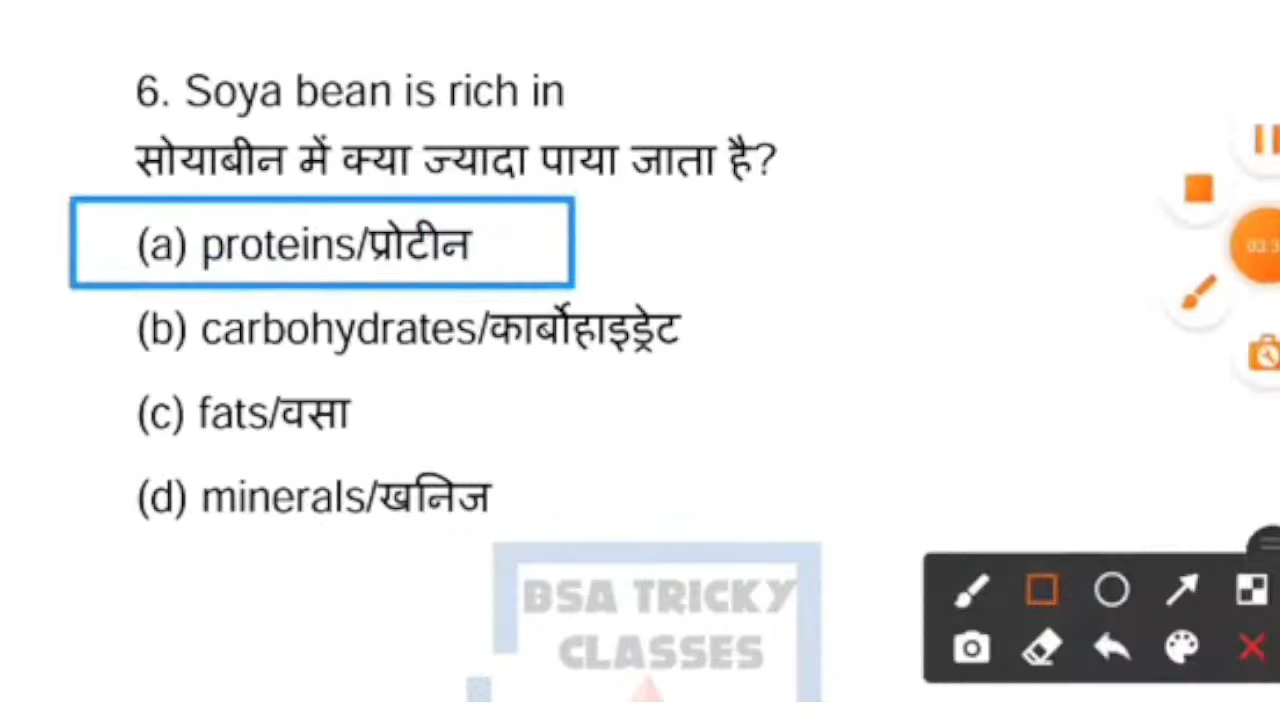 6. Soya bean is rich in
सोयाबीन में क्या ज्यादा पाया जाता है?
(a) proteins/प्रोटीन
(b) carbohydrates/कार्बोहाइड्रेट
(c) fats/वसा
(d) minerals/खनिज
BSA TRICKY
CLASSES